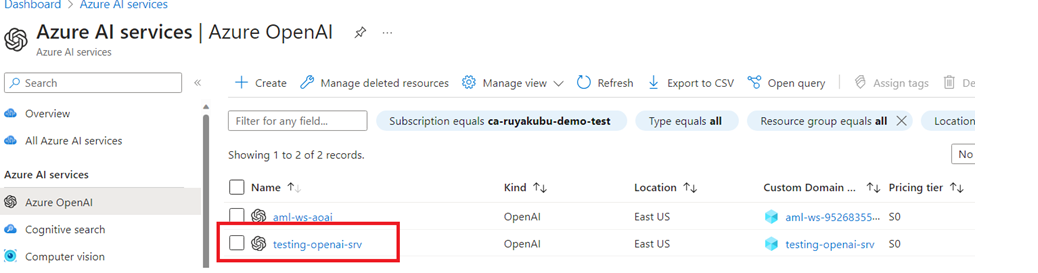 Dashboard > Azure AI services
Azure AI services | Azure OpenAI ...
Azure AI services
Search «
+ Create Manage deleted resources Manage view Refresh Export to CSV Open query Assign tags De
Overview
All Azure AI services
Azure AI services
Azure OpenAI
Cognitive search
Computer vision
Filter for any field... Subscription equals ca-ruyakubu-demo-test Type equals all Resource group equals all Location
Showing 1 to 2 of 2 records. No
Name Kind Location Custom Domain ... Pricing tier
aml-ws-aoai OpenAI East US aml-ws-95268355... S0
testing-openai-srv OpenAI East US testing-openai-srv S0